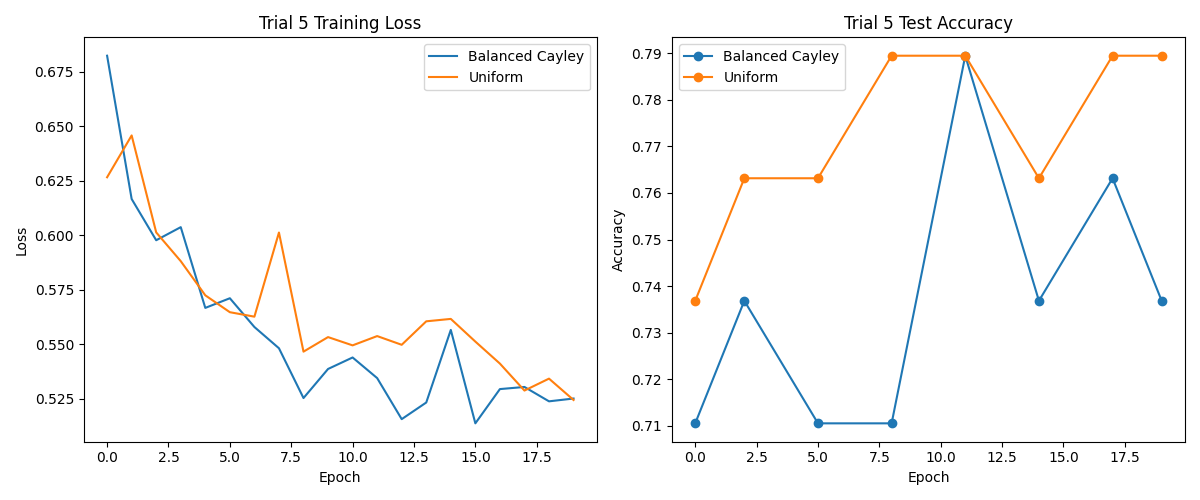 Trial 5 Training Loss
Balanced Cayley
Uniform
0.675
0.650
0.625
0.600
0.575
0.550
0.525
Loss
0.0 2.5 5.0 7.5 10.0 12.5 15.0 17.5
Epoch
Trial 5 Test Accuracy
Balanced Cayley
Uniform
0.79
0.78
0.77
0.76
0.75
0.74
0.73
0.72
0.71
Accuracy
0.0 2.5 5.0 7.5 10.0 12.5 15.0 17.5
Epoch